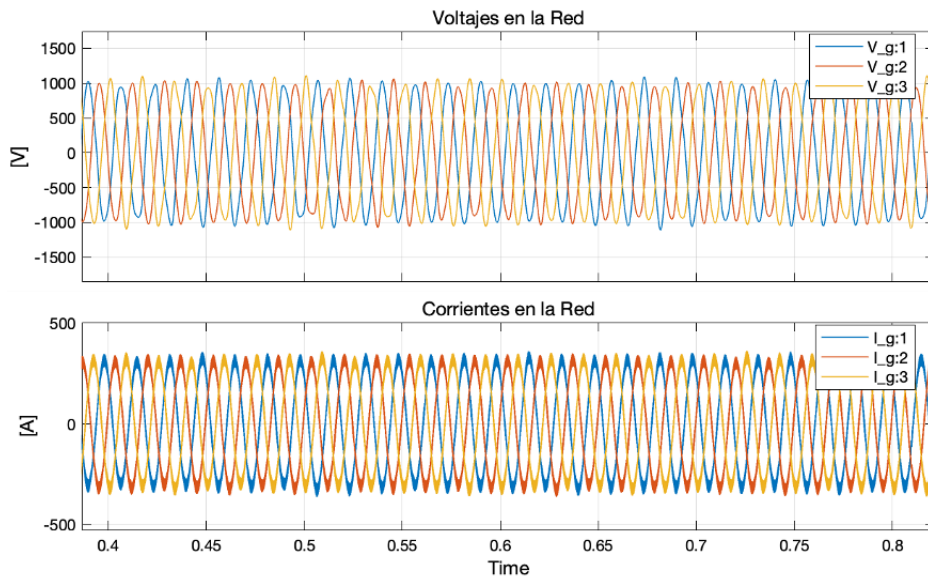 Voltajes en la Red
1500
1000
500
0
-500
-1000
-1500
[V]
V_g:1
V_g:2
V_g:3
Corrientes en la Red
500
0
-500
[A]
I_g:1
I_g:2
I_g:3
0.4
0.45
0.5
0.55
0.6
0.65
0.7
0.75
0.8
Time